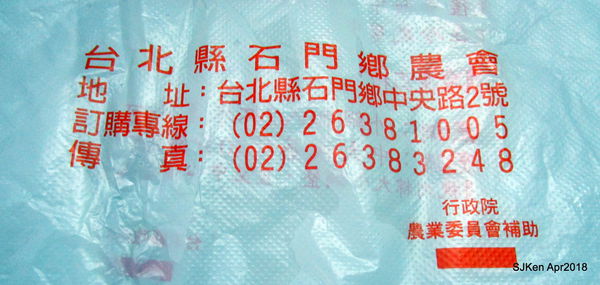 台北縣石門鄉農會
地 址：台北縣石門鄉中央路2號
訂購專線：(02)26381005
傳 真：(02)26383248
行政院
農業委員會補助
SJKen Apr2018